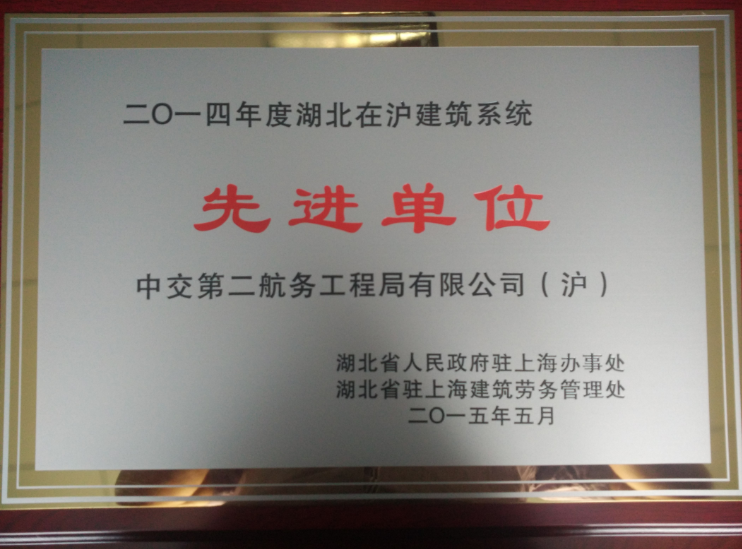 二〇一四年度湖北在沪建筑系统
先进单位
中交第二航务工程局有限公司（沪）
湖北省人民政府驻上海办事处
湖北省驻上海建筑劳务管理处
二〇一五年五月